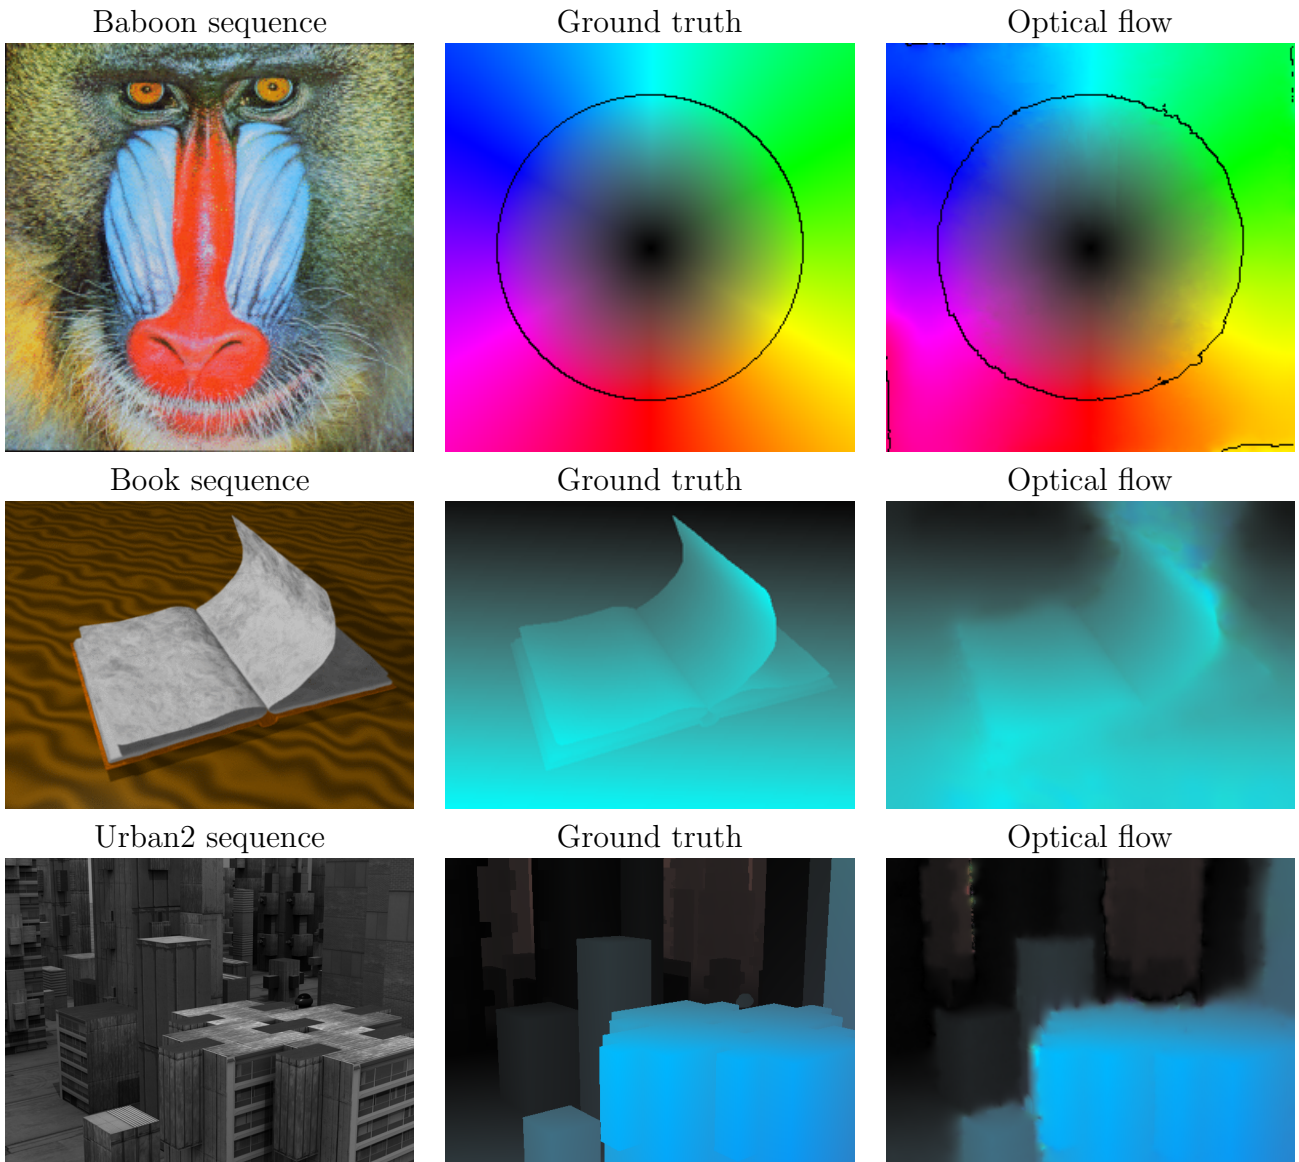 Baboon sequence
Ground truth
Optical flow
Book sequence
Ground truth
Optical flow
Urban2 sequence
Ground truth
Optical flow